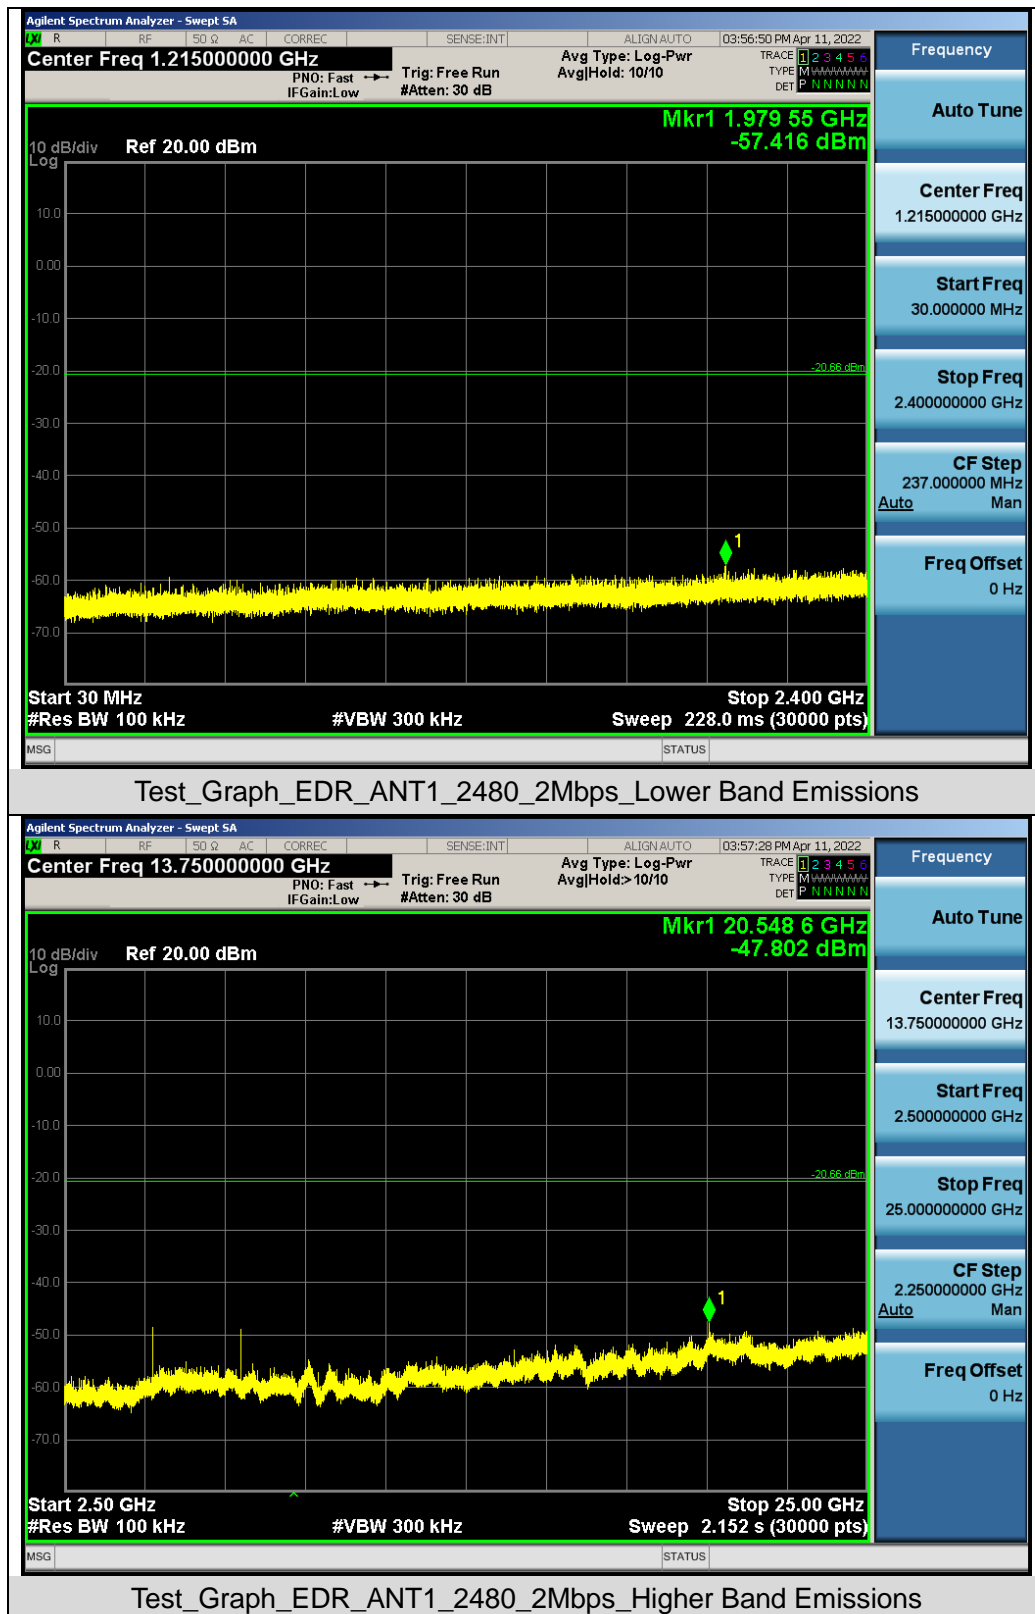 Agilent Spectrum Analyzer - Swept SA
LXI R RF 50 Ω AC CORREC SENSE:INT ALIGN AUTO 03:56:50 PM Apr 11, 2022
Center Freq 1.215000000 GHz
PNO: Fast
IFGain:Low
Trig: Free Run
#Atten: 30 dB
Avg Type: Log-Pwr
Avg|Hold: 10/10
TRACE 1 2 3 4 5 6
TYPE M
DET P N N N N N
Mkr1 1.979 55 GHz
-57.416 dBm
10 dB/div Ref 20.00 dBm
Log
10.0
0.00
-10.0
-20.0
-20.66 dBm
-30.0
-40.0
-50.0
1
-60.0
-70.0
Start 30 MHz Stop 2.400 GHz
#Res BW 100 kHz #VBW 300 kHz Sweep 228.0 ms (30000 pts)
MSG STATUS
Frequency
Auto Tune
Center Freq
1.215000000 GHz
Start Freq
30.000000 MHz
Stop Freq
2.400000000 GHz
CF Step
237.000000 MHz
Auto Man
Freq Offset
0 Hz
Test_Graph_EDR_ANT1_2480_2Mbps_Lower Band Emissions
Agilent Spectrum Analyzer - Swept SA
LXI R RF 50 Ω AC CORREC SENSE:INT ALIGN AUTO 03:57:28 PM Apr 11, 2022
Center Freq 13.750000000 GHz
PNO: Fast
IFGain:Low
Trig: Free Run
#Atten: 30 dB
Avg Type: Log-Pwr
Avg|Hold:>10/10
TRACE 1 2 3 4 5 6
TYPE M
DET P N N N N N
Mkr1 20.548 6 GHz
-47.802 dBm
10 dB/div Ref 20.00 dBm
Log
10.0
0.00
-10.0
-20.0
-20.66 dBm
-30.0
-40.0
1
-50.0
-60.0
-70.0
Start 2.50 GHz Stop 25.00 GHz
#Res BW 100 kHz #VBW 300 kHz Sweep 2.152 s (30000 pts)
MSG STATUS
Frequency
Auto Tune
Center Freq
13.750000000 GHz
Start Freq
2.500000000 GHz
Stop Freq
25.000000000 GHz
CF Step
2.250000000 GHz
Auto Man
Freq Offset
0 Hz
Test_Graph_EDR_ANT1_2480_2Mbps_Higher Band Emissions